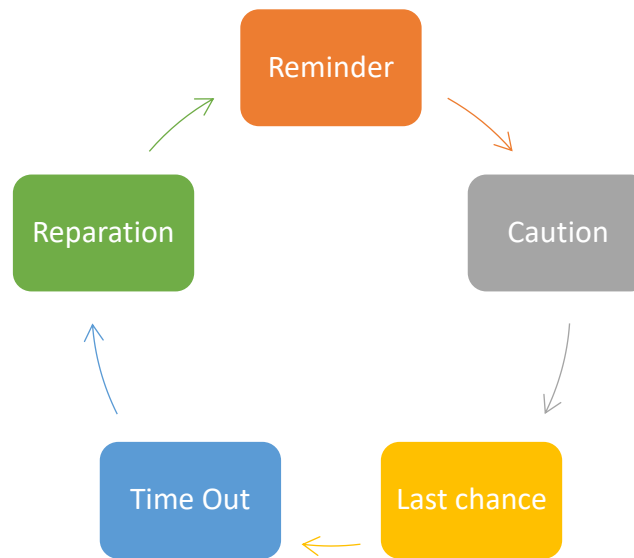 Reminder
Caution
Last chance
Time Out
Reparation